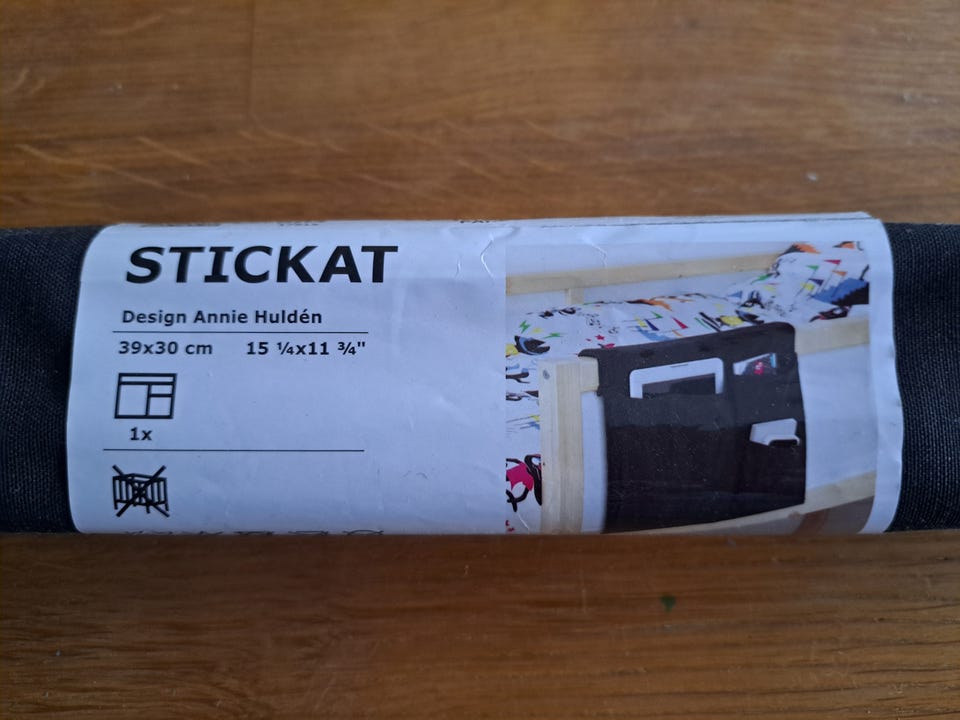 STICKAT
Design Annie Huldén
39x30 cm 15 ¼x11 ¾"
1x